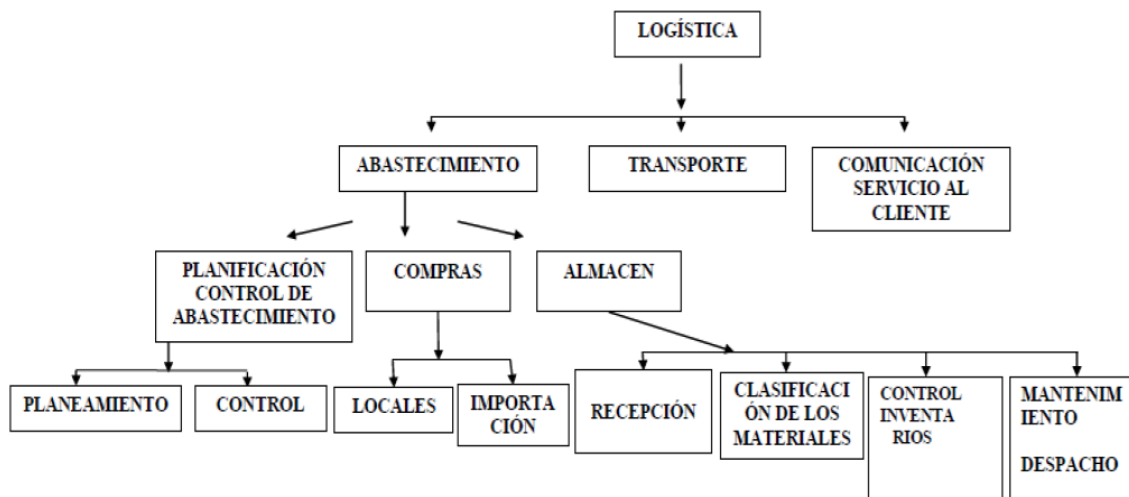 LOGÍSTICA
ABASTECIMIENTO
TRANSPORTE
COMUNICACIÓN
SERVICIO AL
CLIENTE
PLANIFICACIÓN
CONTROL DE
ABASTECIMIENTO
COMPRAS
ALMACEN
PLANEAMIENTO
CONTROL
LOCALES
IMPORTA
CIÓN
RECEPCIÓN
CLASIFICACI
ÓN DE LOS
MATERIALES
CONTROL
INVENTA
RIOS
MANTENIM
IENTO
DESPACHO